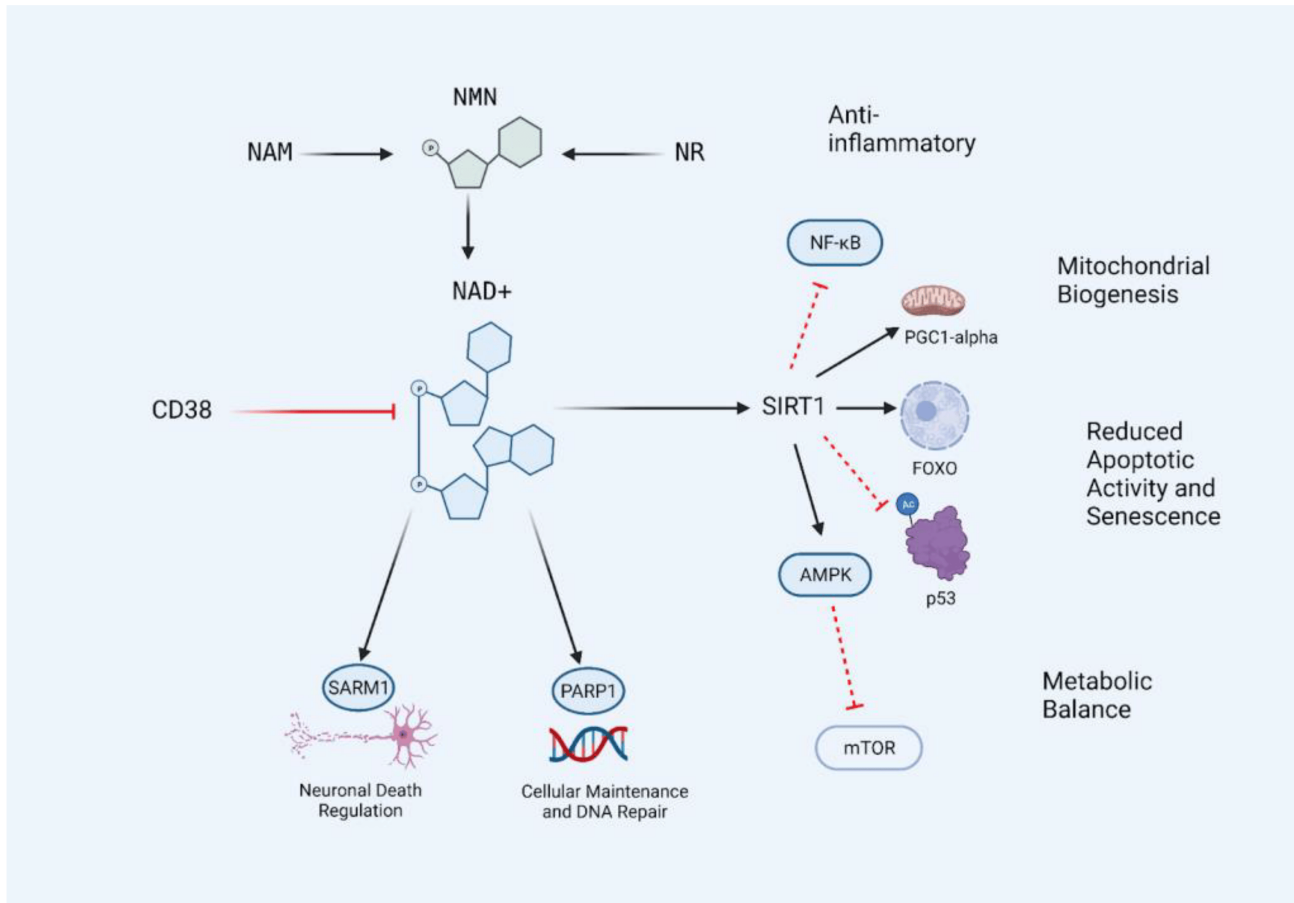 NMN
NAM
P
NR
NAD+
CD38
P
P
SARM1
Neuronal Death
Regulation
PARP1
Cellular Maintenance
and DNA Repair
Anti-
inflammatory
NF-κB
Mitochondrial
Biogenesis
PGC1-alpha
SIRT1
FOXO
Reduced
Apoptotic
Activity and
Senescence
Ac
p53
AMPK
Metabolic
Balance
mTOR